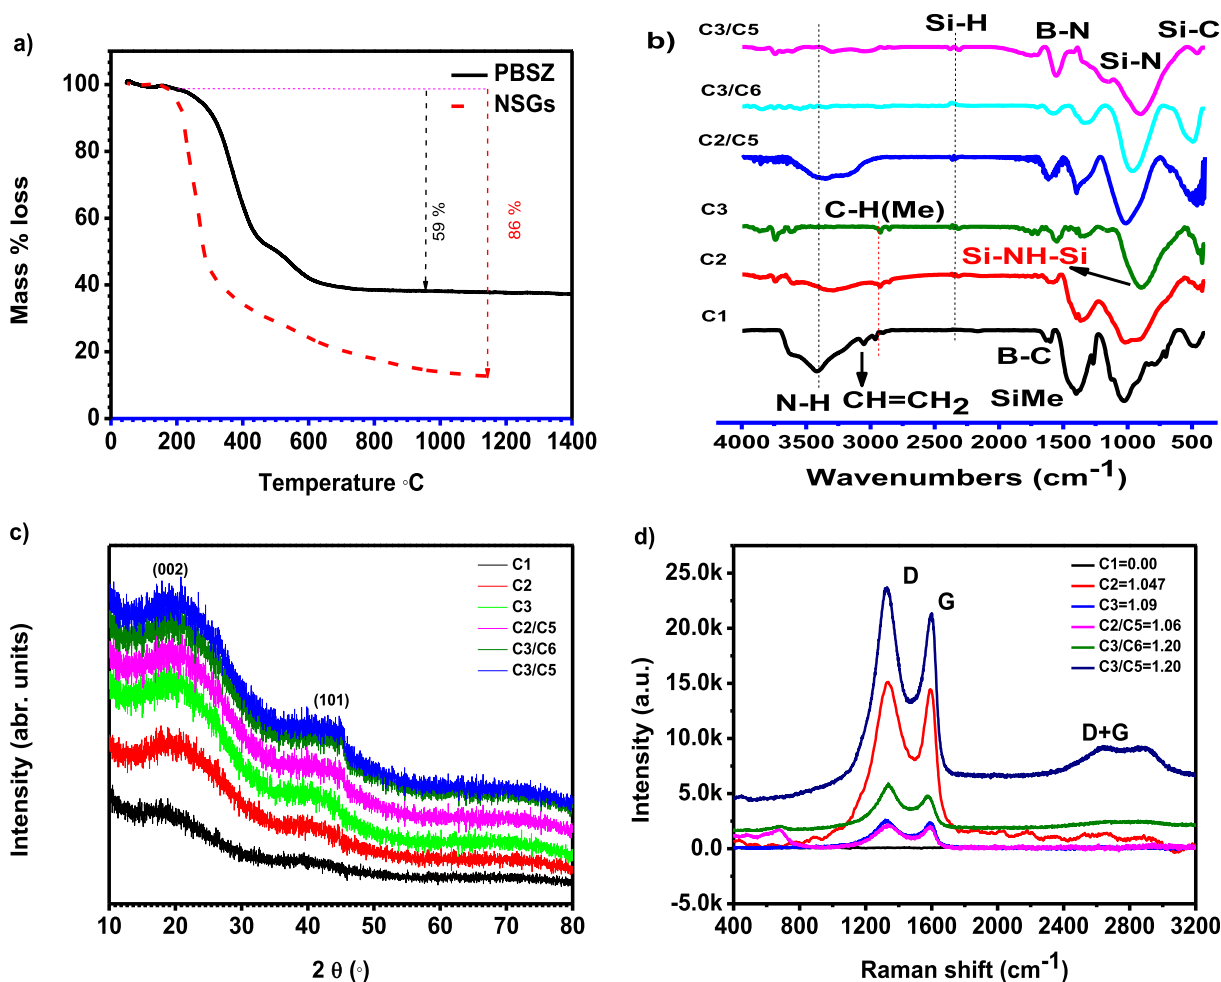 a)
100
80
60
40
20
0
0
200
400
600
800
1000
1200
1400
Mass % loss
Temperature ◦C
PBSZ
NSGs
59 %
86 %
b)
C3/C5
C3/C6
C2/C5
C3
C2
C1
Si-H
B-N
Si-N
Si-C
C-H(Me)
Si-NH-Si
B-C
SiMe
N-H
CH=CH2
4000
3500
3000
2500
2000
1500
1000
500
Wavenumbers (cm-1)
c)
(002)
(101)
C1
C2
C3
C2/C5
C3/C6
C3/C5
Intensity (abr. units)
10
20
30
40
50
60
70
80
2 θ (◦)
d)
25.0k
20.0k
15.0k
10.0k
5.0k
0.0
-5.0k
Intensity (a.u.)
D
G
D+G
C1=0.00
C2=1.047
C3=1.09
C2/C5=1.06
C3/C6=1.20
C3/C5=1.20
400
800
1200
1600
2000
2400
2800
3200
Raman shift (cm-1)